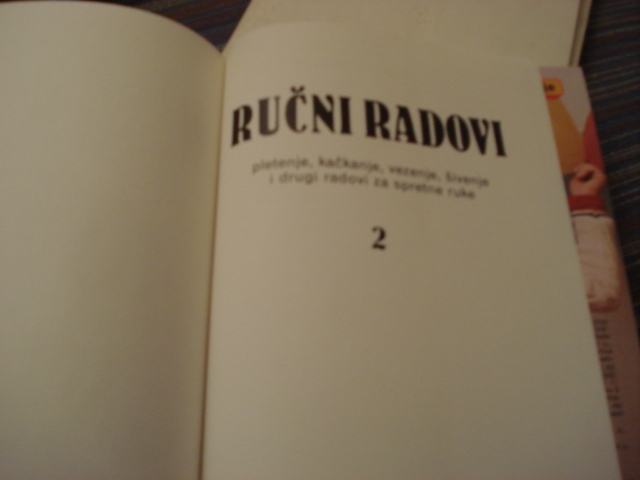 RUČNI RADOVI
pletenje, kačkanje, vezenje, šivenje
i drugi radovi za spretne ruke
2